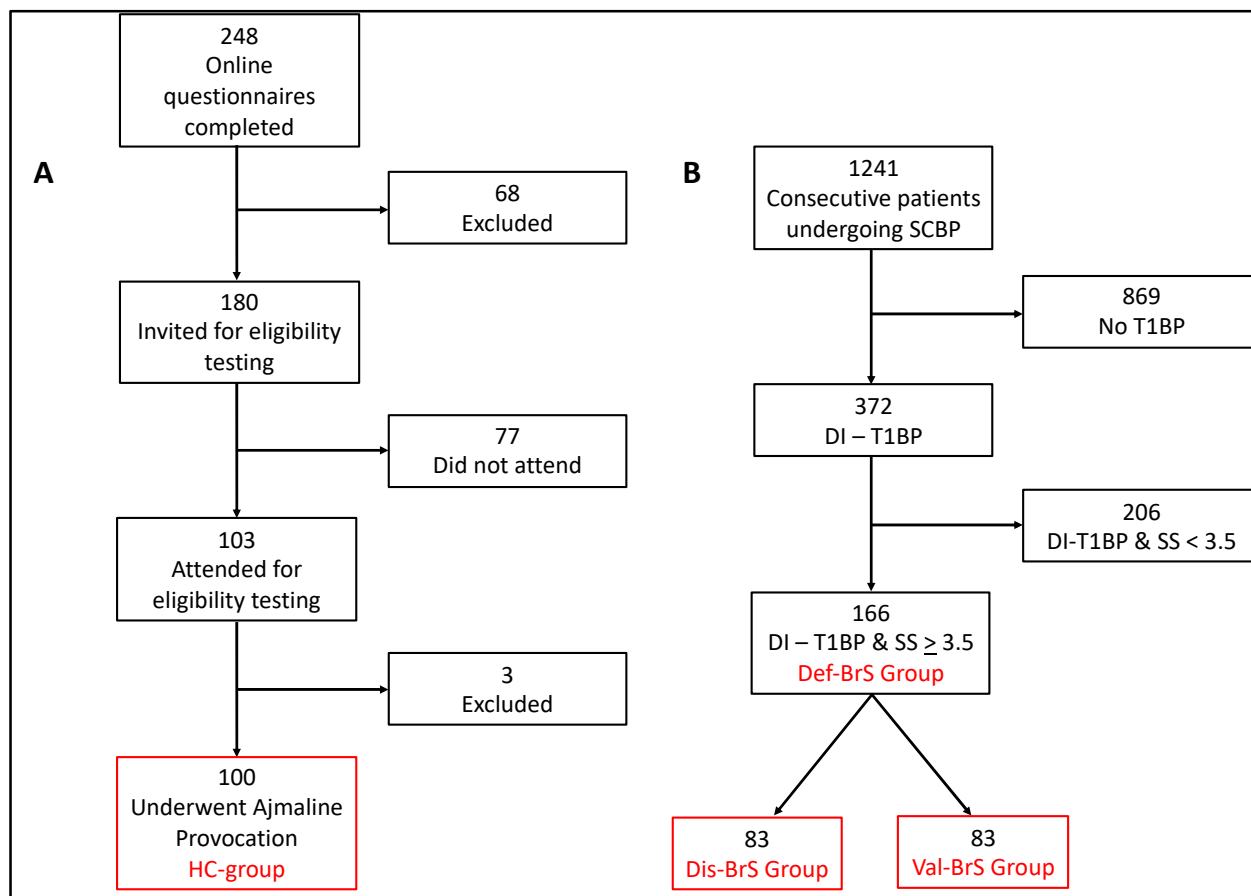 A
248
Online
questionnaires
completed
68
Excluded
180
Invited for eligibility
testing
77
Did not attend
103
Attended for
eligibility testing
3
Excluded
100
Underwent Ajmaline
Provocation
HC-group
B
1241
Consecutive patients
undergoing SCBP
869
No T1BP
372
DI – T1BP
206
DI-T1BP & SS < 3.5
166
DI – T1BP & SS ≥ 3.5
Def-BrS Group
83
Dis-BrS Group
83
Val-BrS Group